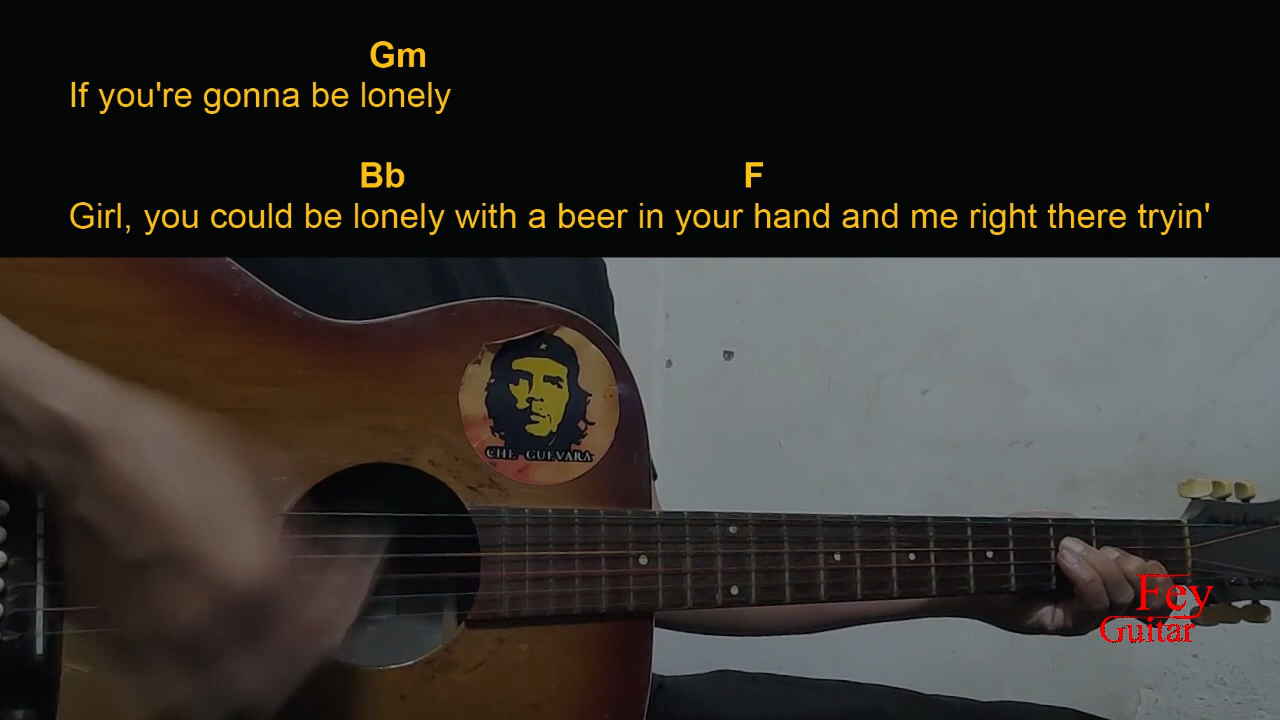 Gm
If you're gonna be lonely
Bb F
Girl, you could be lonely with a beer in your hand and me right there tryin'
CHE GUEVARA
Fey
Guitar